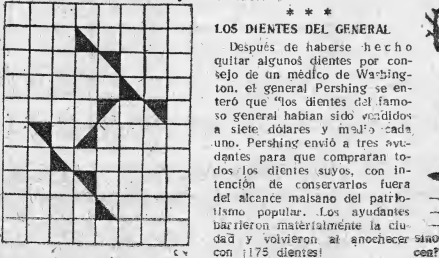 * * *
LOS DIENTES DEL GENERAL
Después de haberse hecho
quitar algunos dientes por con-
sejo de un médico de Washing-
ton, el general Pershing se en-
teró que "los dientes del famo-
so general habían sido vendidos
a siete dólares y medio cada
uno. Pershing envió a tres ayu-
dantes para que compraran to-
dos los dientes suyos, con in-
tención de conservarlos fuera
del alcance malsano del patrio-
tismo popular. Los ayudantes
barrieron materialmente la ciu-
dad y volvieron al anochecer
con ¡175 dientes!
sino